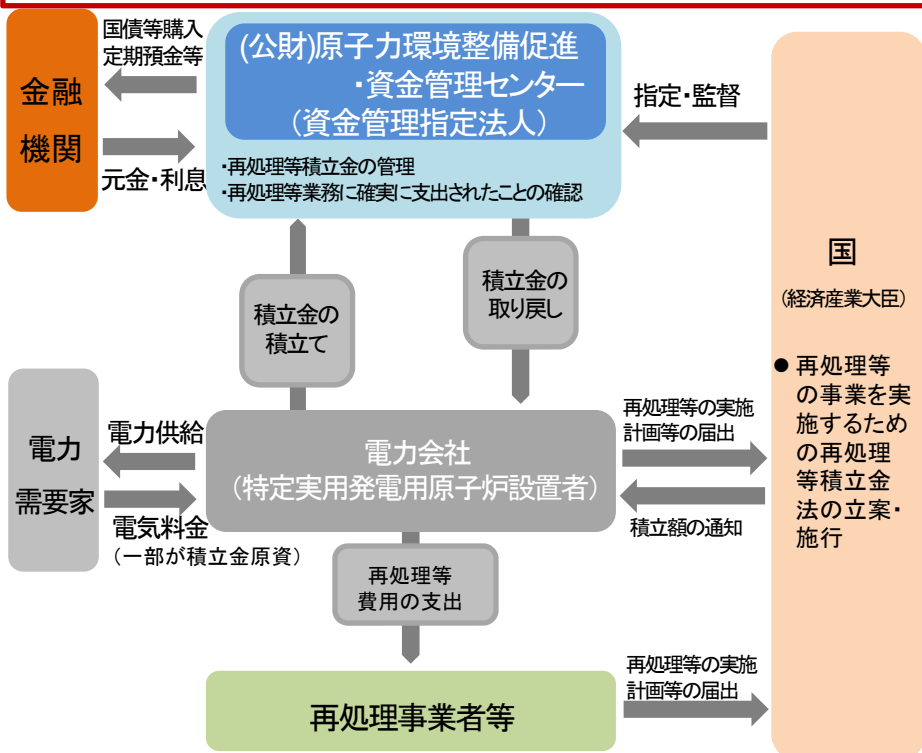 国債等購入
定期預金等
金融
機関
元金・利息
(公財)原子力環境整備促進
・資金管理センター
（資金管理指定法人）
・再処理等積立金の管理
・再処理等業務に確実に支出されたことの確認
指定・監督
積立金の
積立て
積立金の
取り戻し
国
（経済産業大臣）
● 再処理等
の事業を実
施するため
の再処理
等積立金
法の立案・
施行
電力
需要家
電力供給
電気料金
（一部が積立金原資）
電力会社
（特定実用発電用原子炉設置者）
再処理等の実施
計画等の届出
積立額の通知
再処理等
費用の支出
再処理事業者等
再処理等の実施
計画等の届出